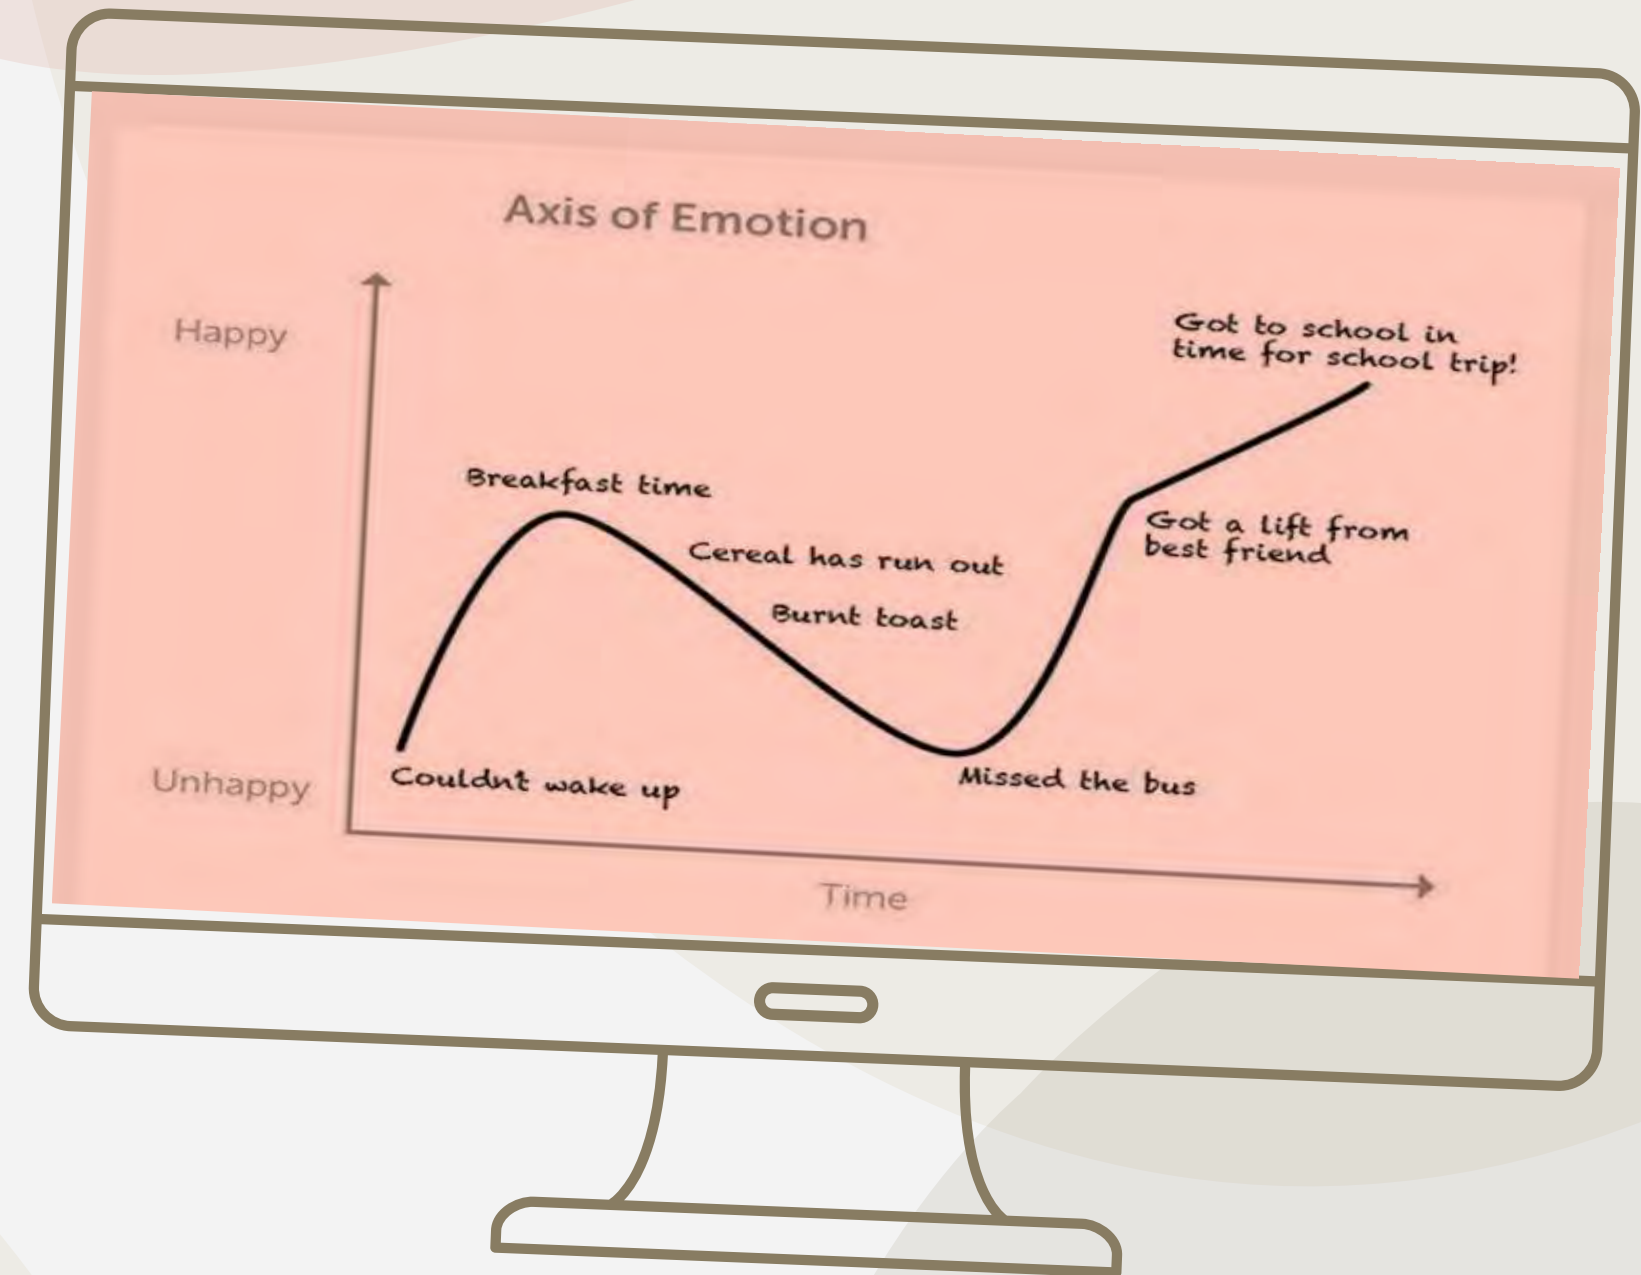 Axis of Emotion
Happy
Got to school in
time for school trip!
Breakfast time
Got a lift from
best friend
Cereal has run out
Burnt toast
Unhappy
Couldn't wake up
Missed the bus
Time